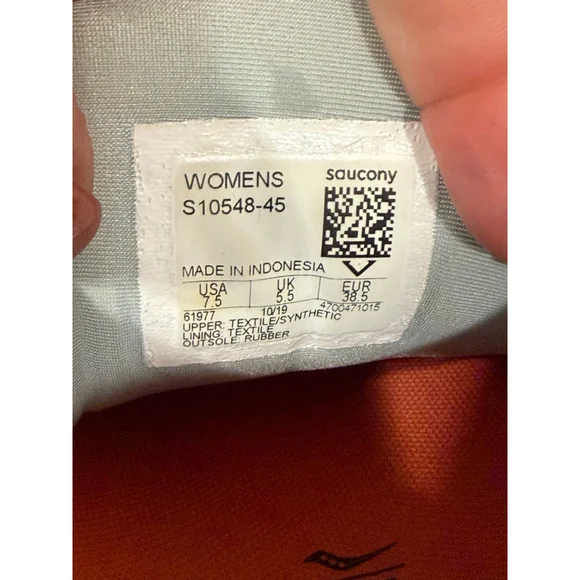 WOMENS
saucony
S10548-45
MADE IN INDONESIA
USA UK EUR
7.5 5.5 38.5
61977 10/19 4700471015
UPPER: TEXTILE/SYNTHETIC
LINING: TEXTILE
OUTSOLE: RUBBER